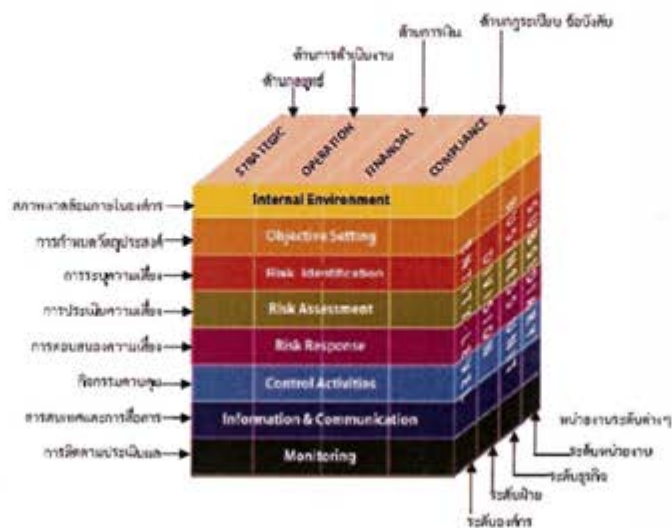 ด้านกฎระเบียบ ข้อบังคับ
ด้านการเงิน
ด้านการดำเนินงาน
ด้านกลยุทธ์
STRATEGIC
OPERATION
FINANCIAL
COMPLIANCE
สภาพแวดล้อมภายในองค์กร
Internal Environment
การกำหนดวัตถุประสงค์
Objective Setting
การระบุความเสี่ยง
Risk Identification
การประเมินความเสี่ยง
Risk Assessment
การตอบสนองความเสี่ยง
Risk Response
กิจกรรมควบคุม
Control Activities
สารสนเทศและการสื่อสาร
Information & Communication
การติดตามประเมินผล
Monitoring
หน่วยงานระดับต่างๆ
ระดับหน่วยงาน
ระดับธุรกิจ
ระดับฝ่าย
ระดับองค์กร